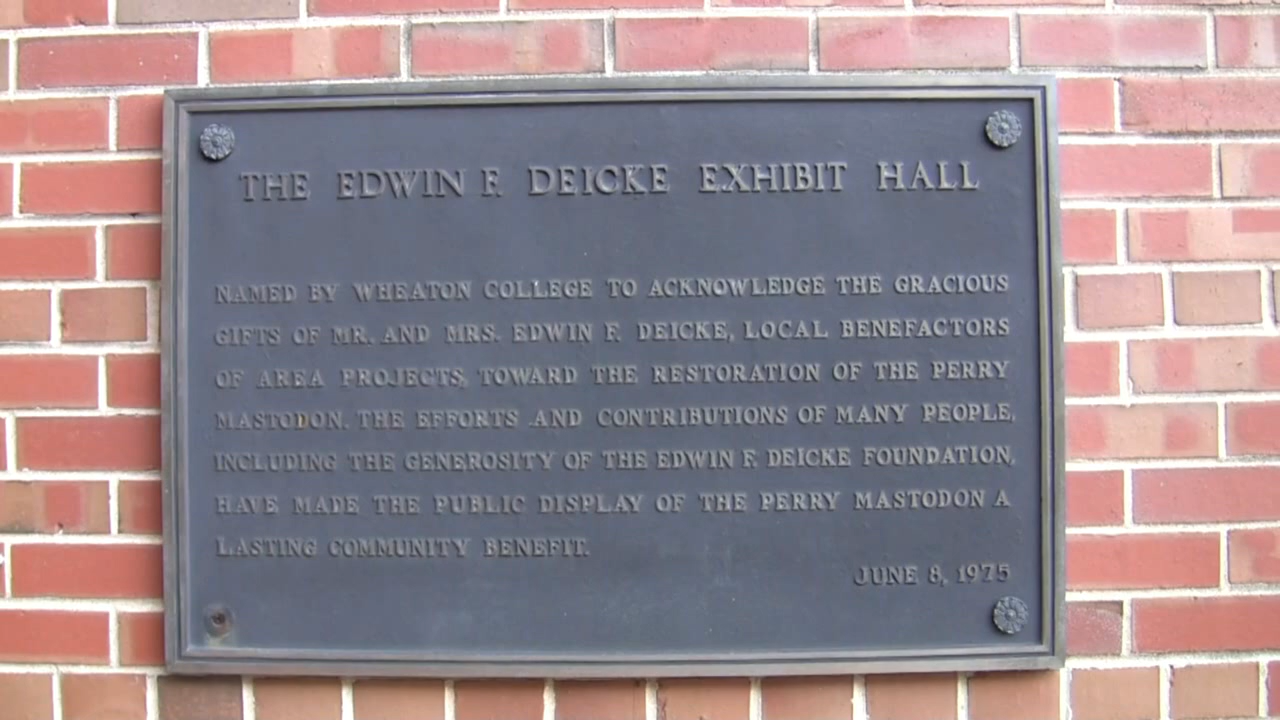 THE EDWIN F. DEICKE EXHIBIT HALL
NAMED BY WHEATON COLLEGE TO ACKNOWLEDGE THE GRACIOUS
GIFTS OF MR. AND MRS. EDWIN F. DEICKE, LOCAL BENEFACTORS
OF AREA PROJECTS, TOWARD THE RESTORATION OF THE PERRY
MASTODON. THE EFFORTS AND CONTRIBUTIONS OF MANY PEOPLE,
INCLUDING THE GENEROSITY OF THE EDWIN F. DEICKE FOUNDATION,
HAVE MADE THE PUBLIC DISPLAY OF THE PERRY MASTODON A
LASTING COMMUNITY BENEFIT.
JUNE 8, 1975